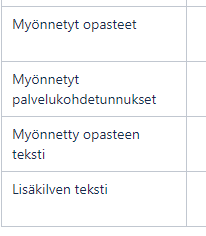 Myönnetyt opasteet
Myönnetyt
palvelukohdetunnukset
Myönnetty opasteen
teksti
Lisäkilven teksti